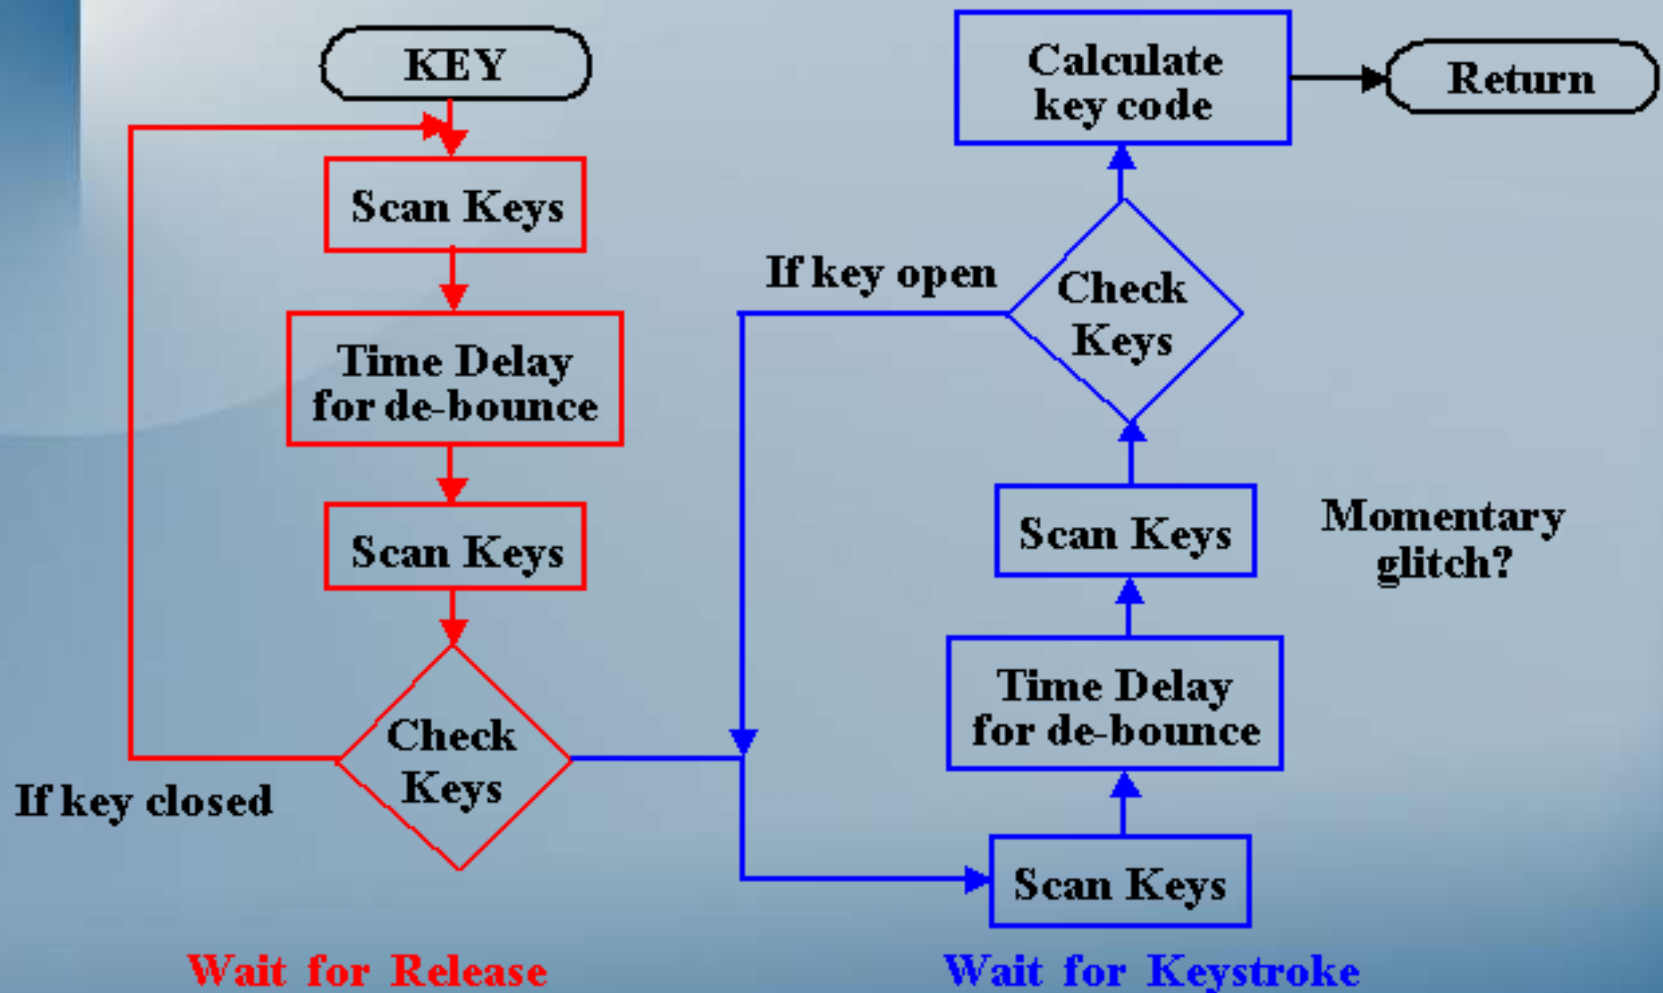 KEY
Scan Keys
Time Delay
for de-bounce
Scan Keys
Check
Keys
If key closed
Wait for Release
Calculate
key code
Return
If key open
Check
Keys
Scan Keys
Momentary
glitch?
Time Delay
for de-bounce
Scan Keys
Wait for Keystroke